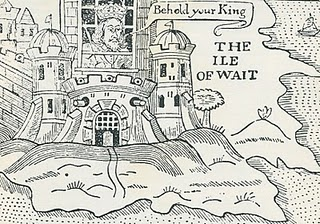 Behold your King
THE
ILE
OF WAIT